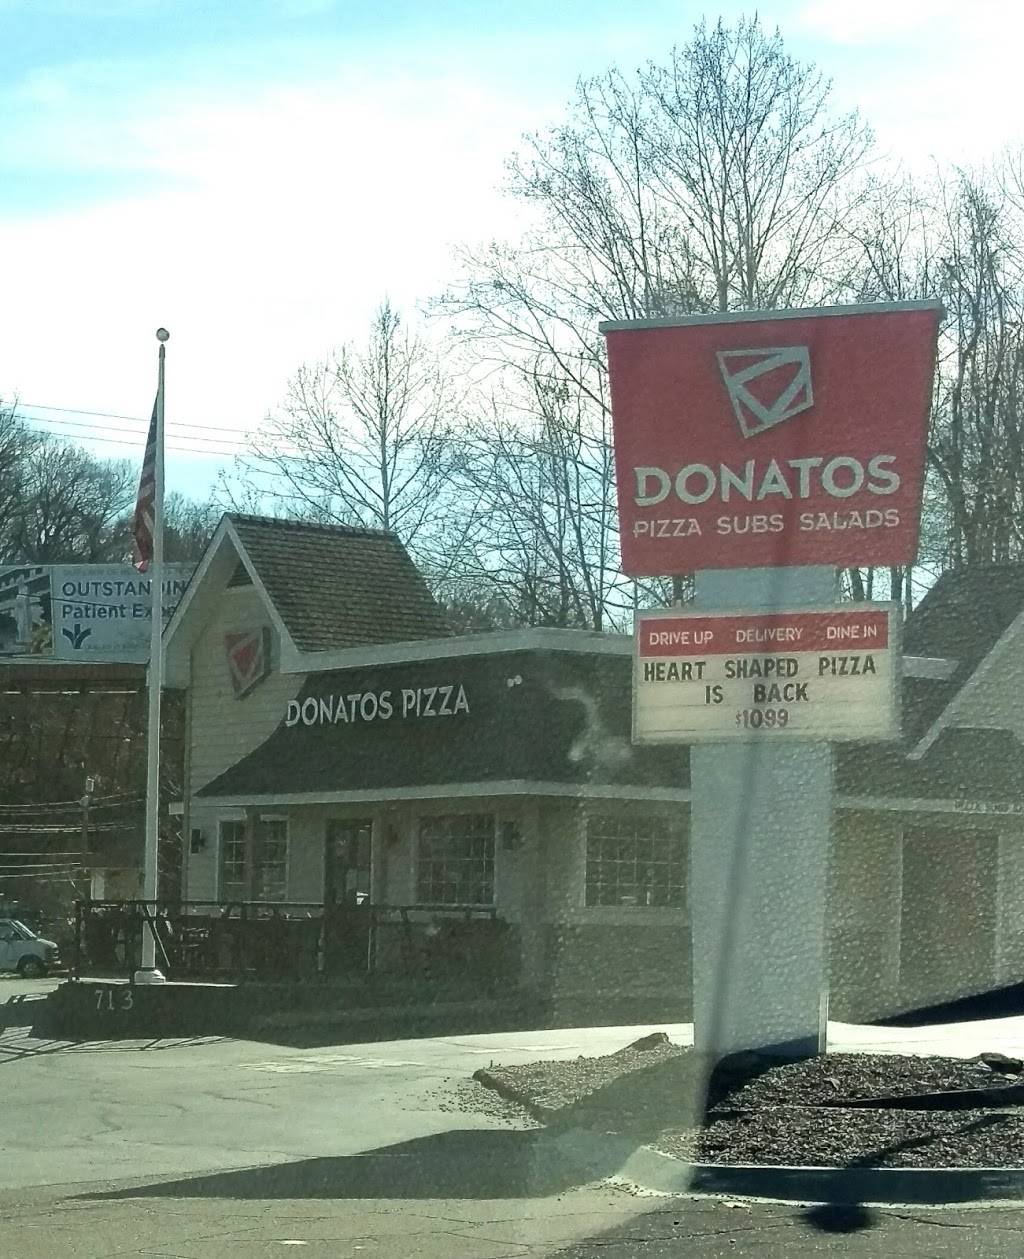 DONATOS
PIZZA SUBS SALADS
DRIVE UP DELIVERY DINE IN
HEART SHAPED PIZZA
IS BACK
$1099
DONATOS PIZZA
OUTSTANDIN
Patient Exp
713